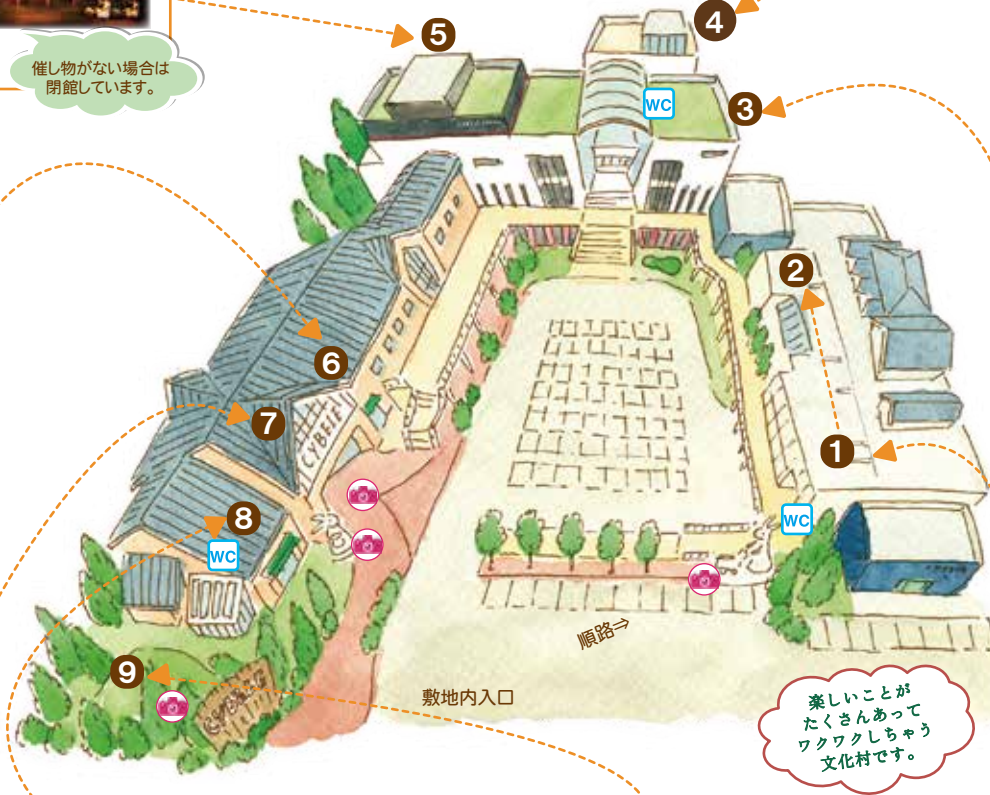 催し物がない場合は
閉館しています。
5
4
WC
3
2
6
7
CYBELE
1
8
WC
WC
順路⇒
9
敷地内入口
楽しいことが
たくさんあって
ワクワクしちゃう
文化村です。